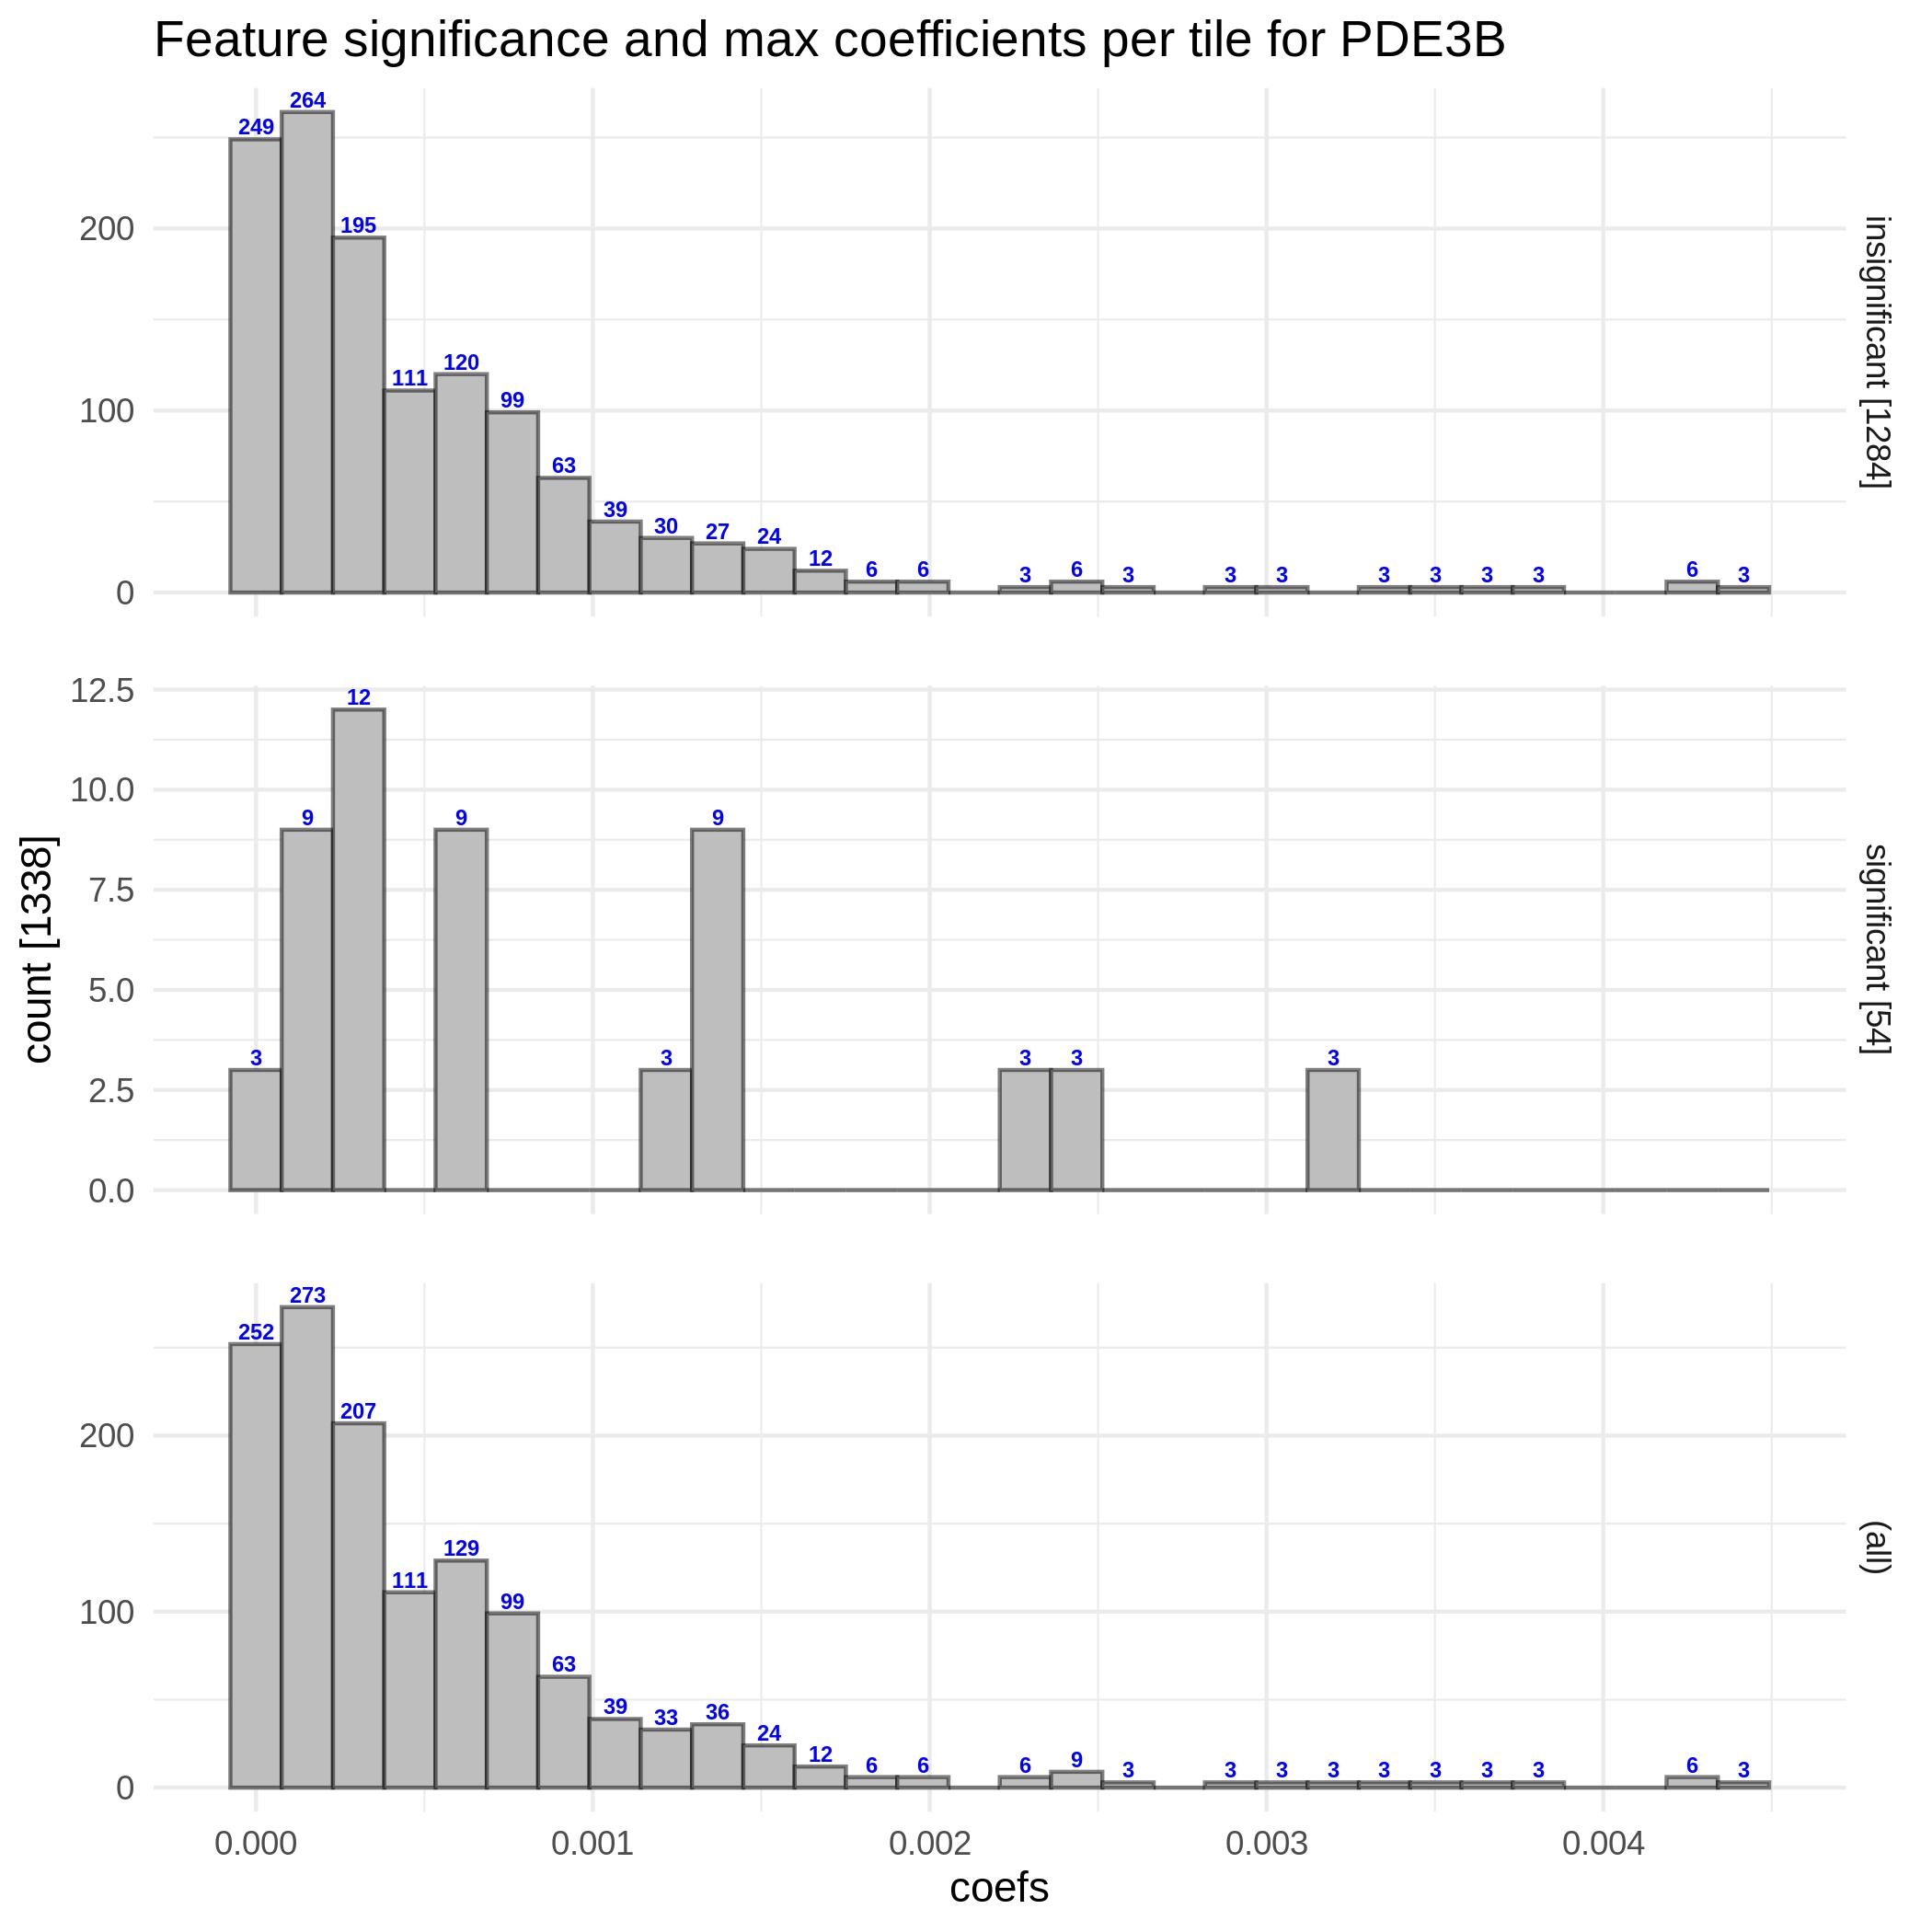 Feature significance and max coefficients per tile for PDE3B
249 264 195 111 120 99 63 39 30 27 24 12 6 6 3 6 3 3 3 3 3 3 3 6 3
200
100
0
insignificant [1284]
3 9 12 9 3 9 3 3 3
12.5
10.0
7.5
5.0
2.5
0.0
count [1338]
significant [54]
252 273 207 111 129 99 63 39 33 36 24 12 6 6 6 9 3 3 3 3 3 3 3 3 6 3
200
100
0
(all)
0.000 0.001 0.002 0.003 0.004
coefs